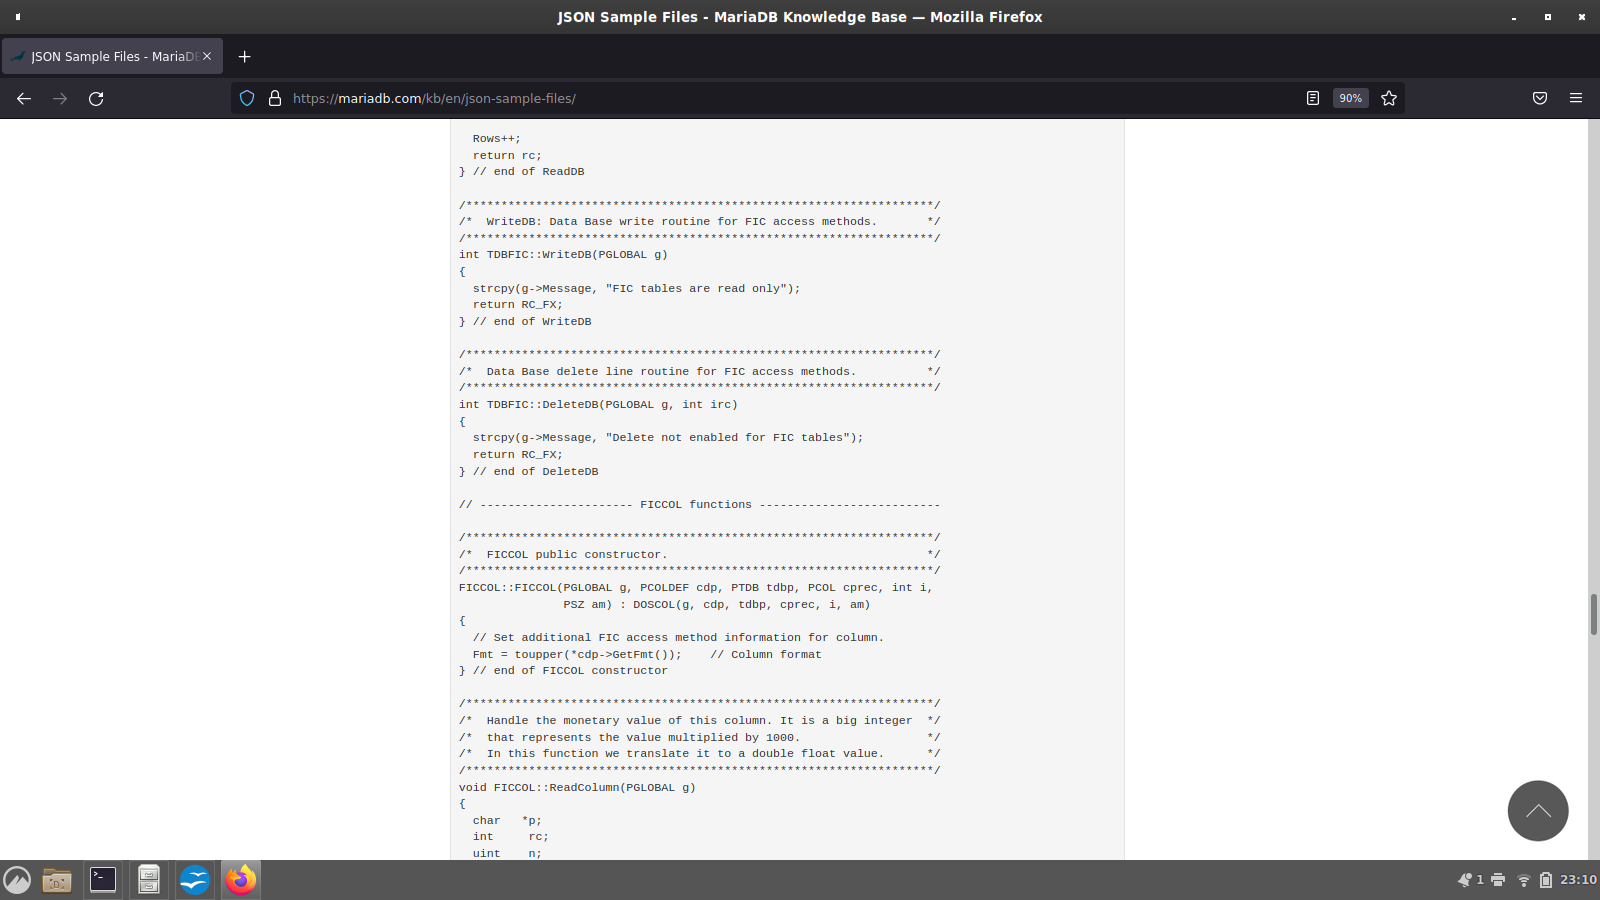 JSON Sample Files - MariaDB Knowledge Base — Mozilla Firefox
JSON Sample Files - MariaDB
https://mariadb.com/kb/en/json-sample-files/
90%
Rows++;
return rc;
} // end of ReadDB
/*******************************************************************/
/*  WriteDB: Data Base write routine for FIC access methods.       */
/*******************************************************************/
int TDBFIC::WriteDB(PGLOBAL g)
{
strcpy(g->Message, "FIC tables are read only");
return RC_FX;
} // end of WriteDB
/*******************************************************************/
/*  Data Base delete line routine for FIC access methods.          */
/*******************************************************************/
int TDBFIC::DeleteDB(PGLOBAL g, int irc)
{
strcpy(g->Message, "Delete not enabled for FIC tables");
return RC_FX;
} // end of DeleteDB
// ---------------------- FICCOL functions --------------------------
/*******************************************************************/
/*  FICCOL public constructor.                                     */
/*******************************************************************/
FICCOL::FICCOL(PGLOBAL g, PCOLDEF cdp, PTDB tdbp, PCOL cprec, int i,
PSZ am) : DOSCOL(g, cdp, tdbp, cprec, i, am)
{
// Set additional FIC access method information for column.
Fmt = toupper(*cdp->GetFmt());    // Column format
} // end of FICCOL constructor
/*******************************************************************/
/*  Handle the monetary value of this column. It is a big integer  */
/*  that represents the value multiplied by 1000.                  */
/*  In this function we translate it to a double float value.      */
/*******************************************************************/
void FICCOL::ReadColumn(PGLOBAL g)
{
char   *p;
int     rc;
uint    n;
1
23:10